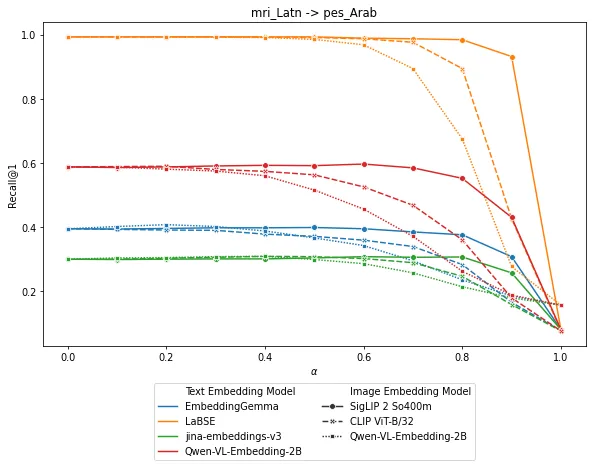 mri_Latn -> pes_Arab
Recall@1
1.0
0.8
0.6
0.4
0.2
0.0 0.2 0.4 0.6 0.8 1.0
α
Text Embedding Model Image Embedding Model
EmbeddingGemma SigLIP 2 So400m
LaBSE CLIP ViT-B/32
jina-embeddings-v3 Qwen-VL-Embedding-2B
Qwen-VL-Embedding-2B